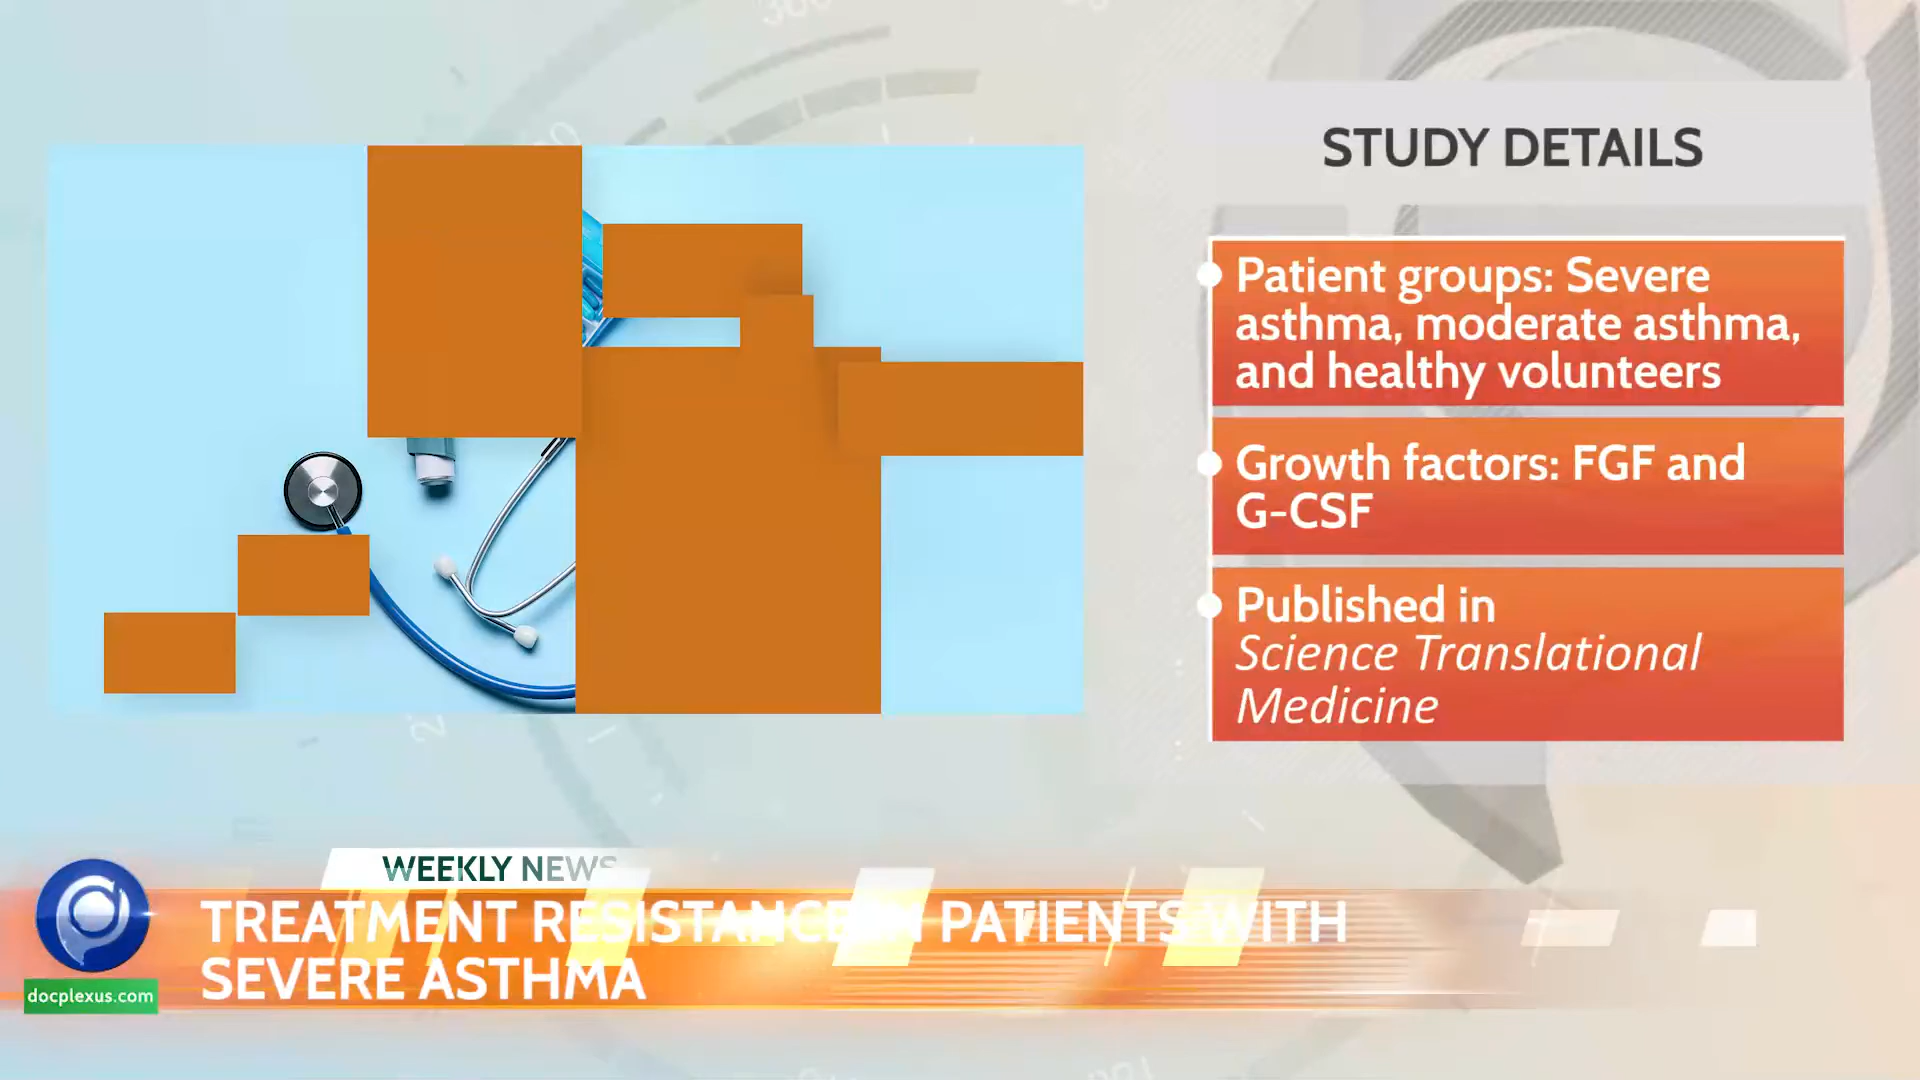 STUDY DETAILS
Patient groups: Severe
asthma, moderate asthma,
and healthy volunteers
Growth factors: FGF and
G-CSF
Published in
Science Translational
Medicine
WEEKLY NEWS
TREATMENT RESISTANCE IN PATIENTS WITH
SEVERE ASTHMA
docplexus.com